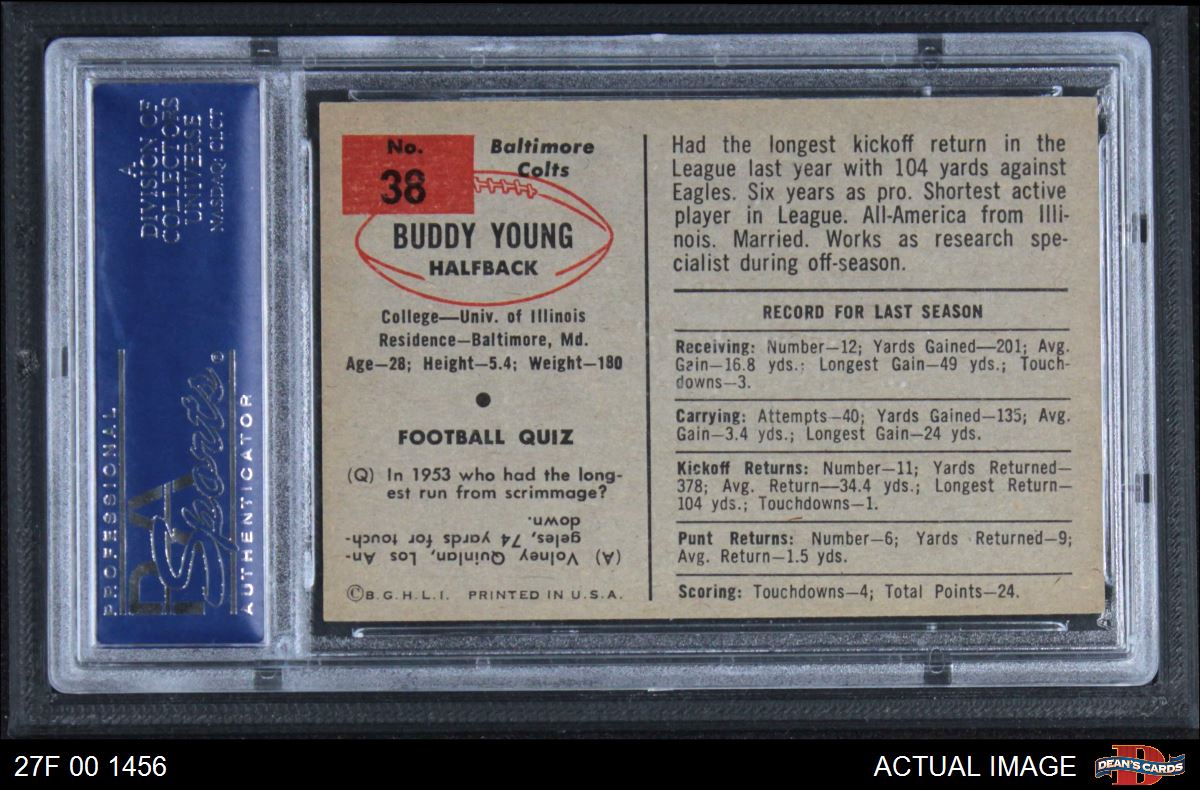 A
DIVISION OF
COLLECTORS
UNIVERSE
NASDAQ: CLCT
PROFESSIONAL
PSA
Sports
®
AUTHENTICATOR
No.
38
Baltimore
Colts
BUDDY YOUNG
HALFBACK
College—Univ. of Illinois
Residence—Baltimore, Md.
Age—28; Height—5.4; Weight—180
FOOTBALL QUIZ
(Q) In 1953 who had the long-
est run from scrimmage?
(A) Volney Quinlan, Los An-
geles, 74 yards for touch-
down.
©B.G.H.L.I. PRINTED IN U.S.A.
Had the longest kickoff return in the
League last year with 104 yards against
Eagles. Six years as pro. Shortest active
player in League. All-America from Illi-
nois. Married. Works as research spe-
cialist during off-season.
RECORD FOR LAST SEASON
Receiving: Number—12; Yards Gained—201; Avg.
Gain—16.8 yds.; Longest Gain—49 yds.; Touch-
downs—3.
Carrying: Attempts—40; Yards Gained—135; Avg.
Gain—3.4 yds.; Longest Gain—24 yds.
Kickoff Returns: Number—11; Yards Returned—
378; Avg. Return—34.4 yds.; Longest Return—
104 yds.; Touchdowns—1.
Punt Returns: Number—6; Yards Returned—9;
Avg. Return—1.5 yds.
Scoring: Touchdowns—4; Total Points—24.
27F 00 1456
ACTUAL IMAGE
DEAN'S CARDS